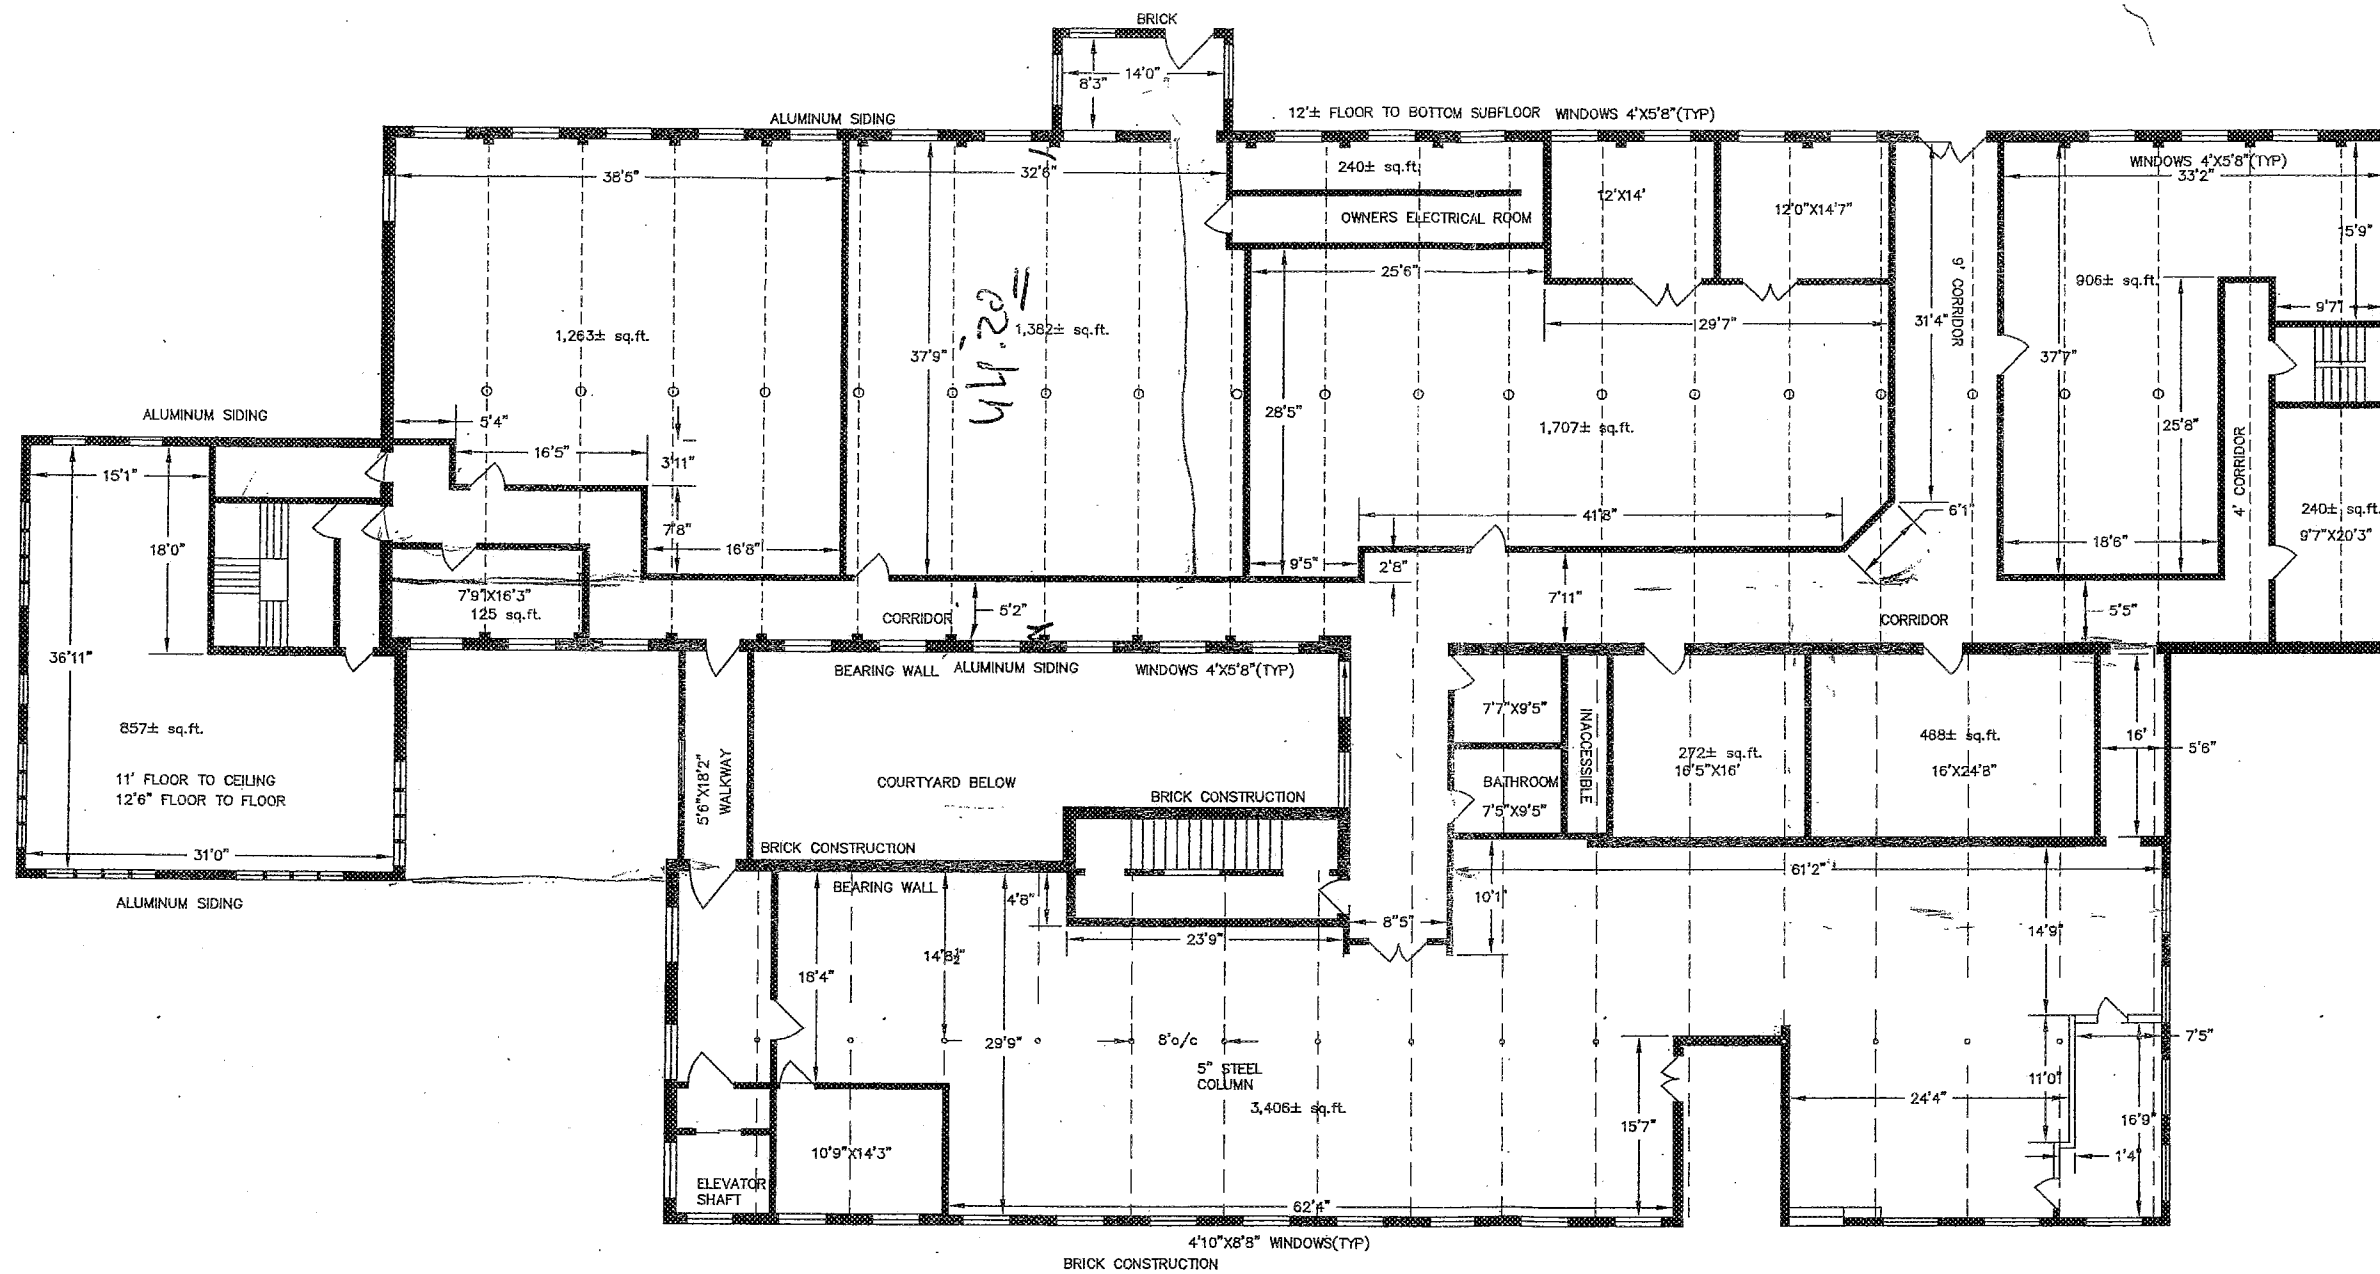 BRICK
8'3"
14'0"
ALUMINUM SIDING
12'± FLOOR TO BOTTOM SUBFLOOR WINDOWS 4'X5'8"(TYP)
38'5"
32'6"
240± sq.ft.
OWNERS ELECTRICAL ROOM
12'X14'
12'0"X14'7"
WINDOWS 4'X5'8"(TYP)
33'2"
15'9"
9' CORRIDOR
31'4"
906± sq.ft.
9'7"
25'6"
29'7"
1,263± sq.ft.
1,382± sq.ft.
44'.20"
37'9"
37'7"
28'5"
1,707± sq.ft.
25'8"
4' CORRIDOR
ALUMINUM SIDING
5'4"
16'5"
3'11"
15'1"
7'8"
16'8"
18'0"
41'8"
6'1"
240± sq.ft.
9'7"X20'3"
18'6"
9'5"
2'8"
7'9"X16'3"
125 sq.ft.
CORRIDOR
5'2"
7'11"
CORRIDOR
5'5"
36'11"
BEARING WALL
ALUMINUM SIDING
WINDOWS 4'X5'8"(TYP)
7'7"X9'5"
INACCESSIBLE
857± sq.ft.
272± sq.ft.
16'5"X16'
488± sq.ft.
16'X24'8"
16'
5'6"
11' FLOOR TO CEILING
12'6" FLOOR TO FLOOR
5'6"X18'2"
WALKWAY
COURTYARD BELOW
BATHROOM
7'5"X9'5"
BRICK CONSTRUCTION
BRICK CONSTRUCTION
31'0"
ALUMINUM SIDING
BEARING WALL
4'8"
61'2"
10'1"
8'5"
23'9"
14'9"
18'4"
14'8½"
29'9"
8'o/c
5" STEEL
COLUMN
3,406± sq.ft.
7'5"
11'0"
24'4"
15'7"
16'9"
1'4"
10'9"X14'3"
ELEVATOR
SHAFT
62'4"
4'10"X8'8" WINDOWS(TYP)
BRICK CONSTRUCTION